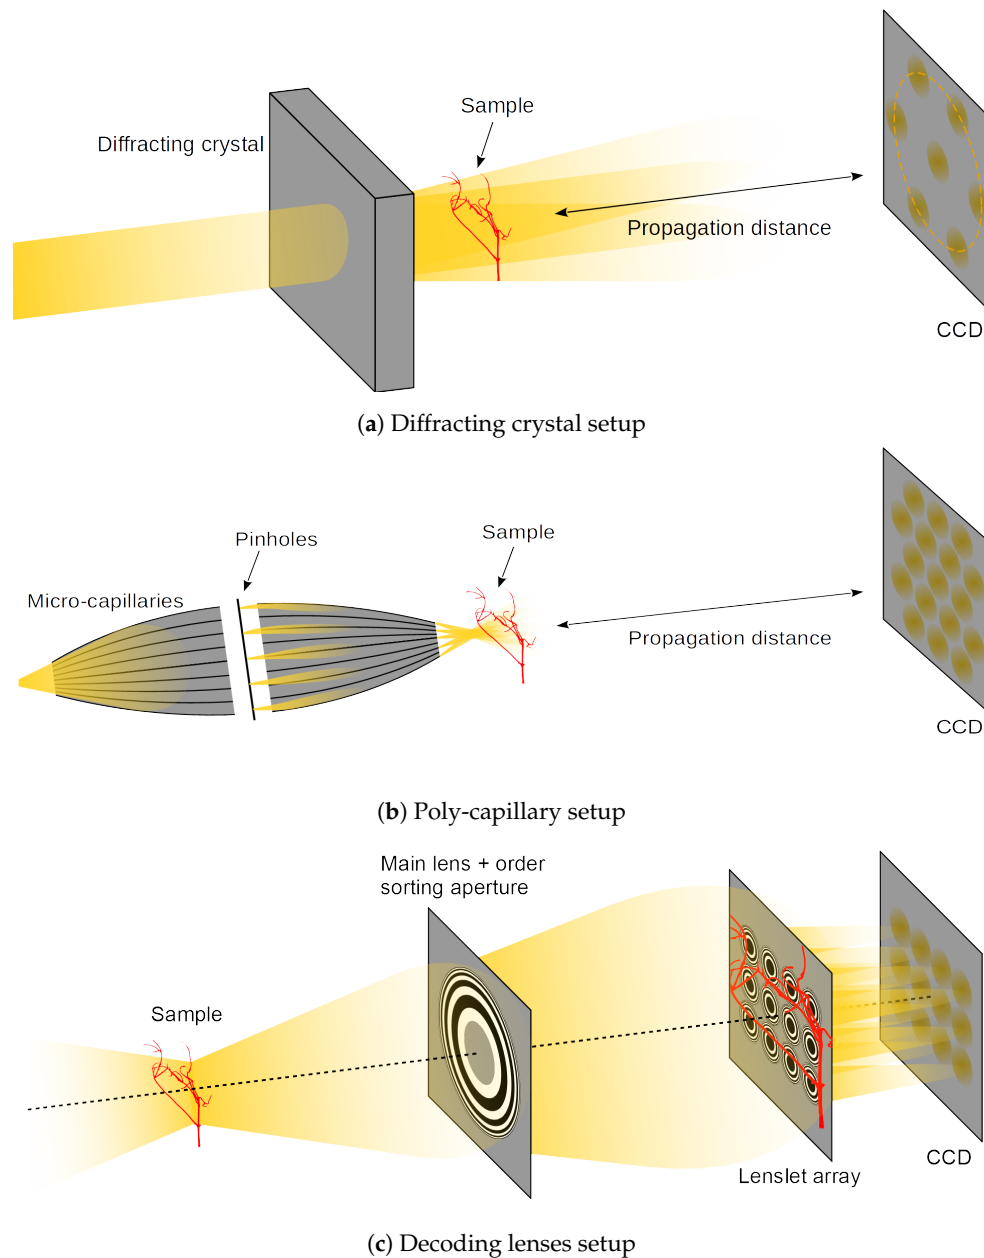 Sample
Diffracting crystal
Propagation distance
CCD
(a) Diffracting crystal setup
Pinholes
Sample
Micro-capillaries
Propagation distance
CCD
(b) Poly-capillary setup
Main lens + order
sorting aperture
Sample
Lenslet array
CCD
(c) Decoding lenses setup